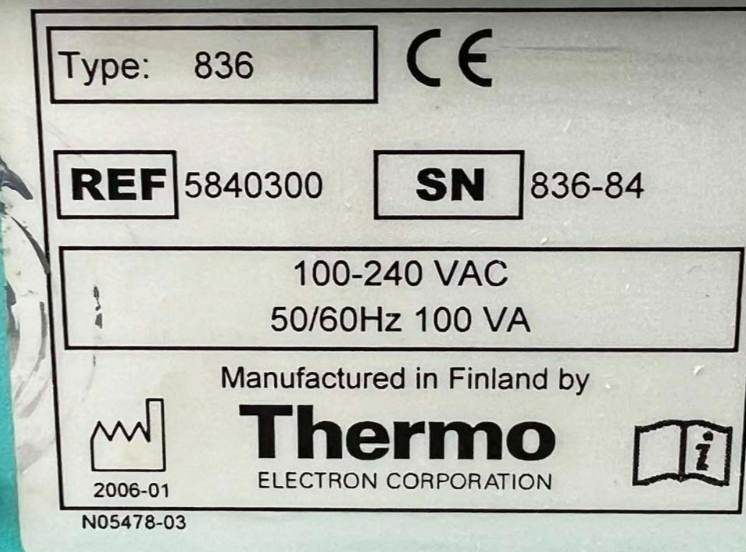 Type: 836
CE
REF 5840300 SN 836-84
100-240 VAC
50/60Hz 100 VA
Manufactured in Finland by
Thermo
ELECTRON CORPORATION
i
2006-01
N05478-03